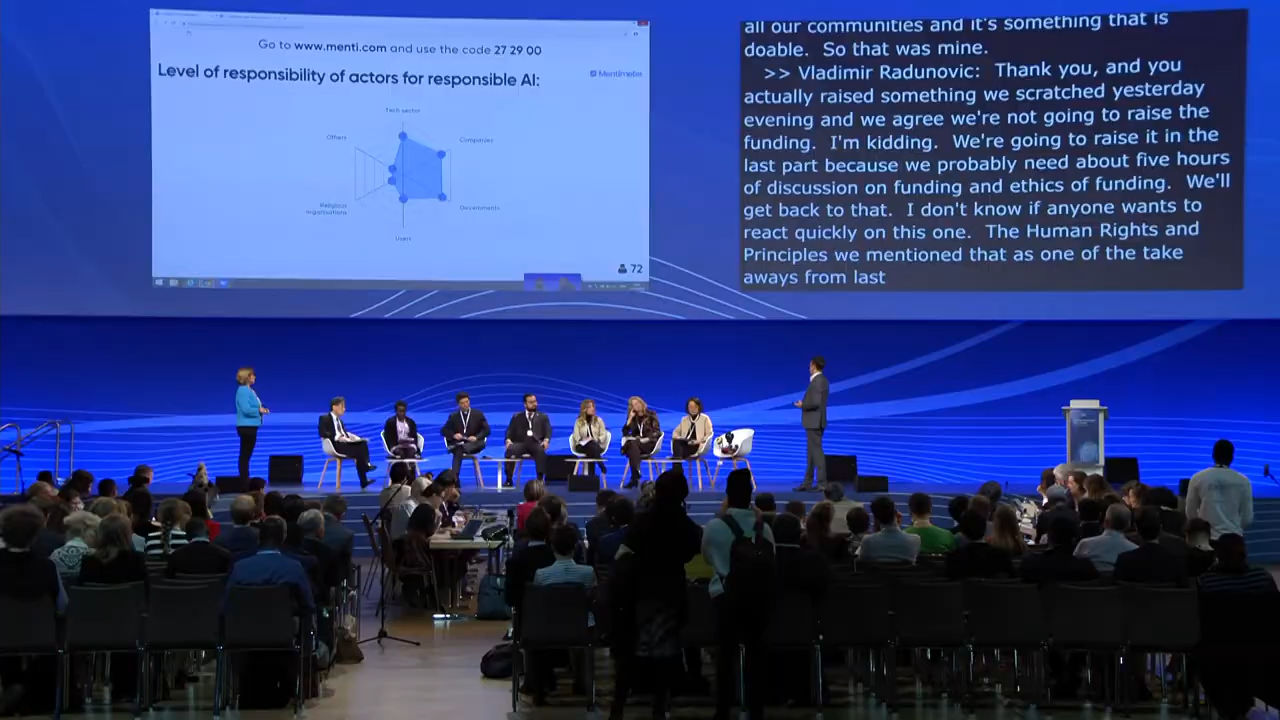 Go to www.menti.com and use the code 27 29 00
Level of responsibility of actors for responsible AI:
Mentimeter
Tech sector
Others
Companies
Religious
organisations
Governments
Users
72
all our communities and it's something that is
doable. So that was mine.
>> Vladimir Radunovic: Thank you, and you
actually raised something we scratched yesterday
evening and we agree we're not going to raise the
funding. I'm kidding. We're going to raise it in the
last part because we probably need about five hours
of discussion on funding and ethics of funding. We'll
get back to that. I don't know if anyone wants to
react quickly on this one. The Human Rights and
Principles we mentioned that as one of the take
aways from last